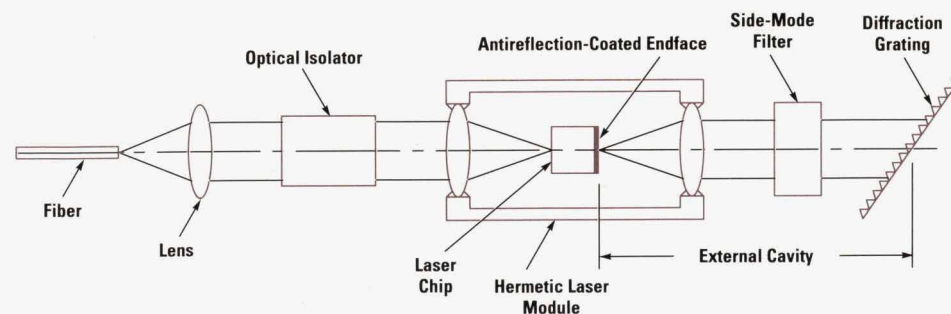 Side-Mode
Filter
Diffraction
Grating
Antireflection-Coated Endface
Optical Isolator
Fiber
Lens
Laser
Chip
Hermetic Laser
Module
External Cavity